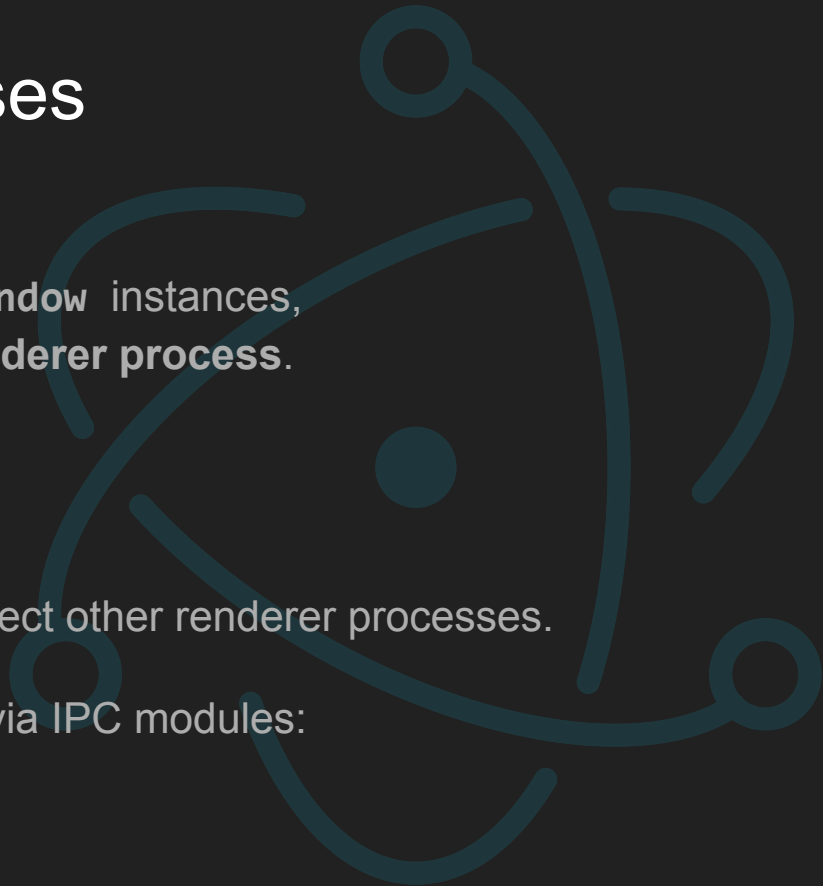 ses
ndow instances,
derer process.
ect other renderer processes.
via IPC modules: